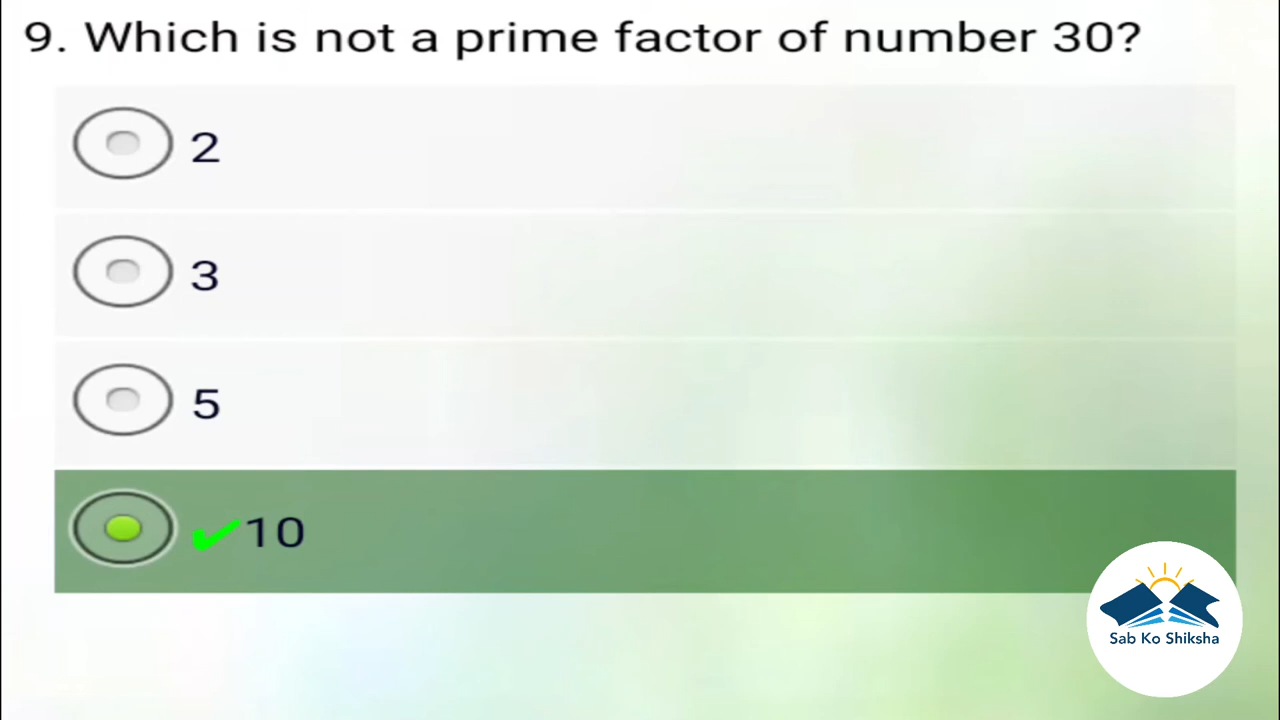 9. Which is not a prime factor of number 30?
2
3
5
✔10
Sab Ko Shiksha